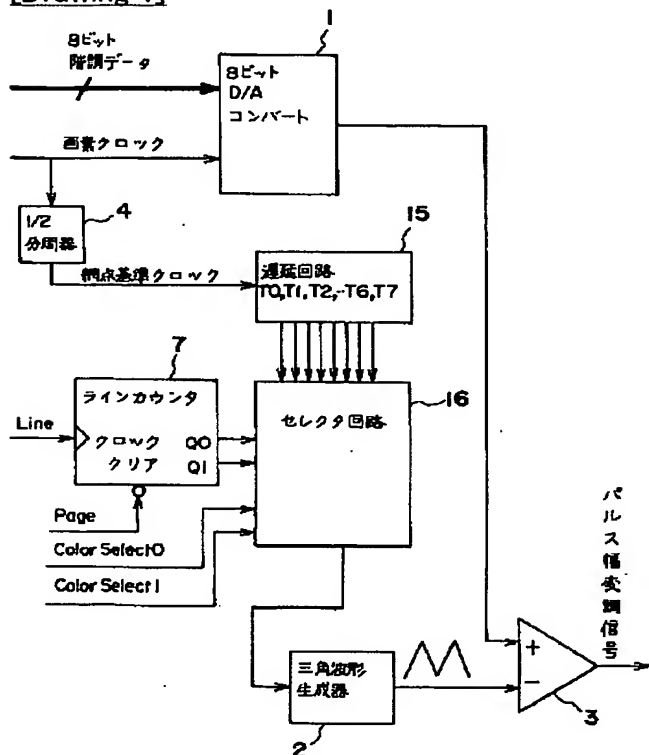 [Drawing 4]
1
8ビット
階調データ
8ビット
D/A
コンバート
画素クロック
4
1/2
分周器
網点基準クロック
15
遅延回路
T0,T1,T2,--T6,T7
7
ラインカウンタ
Line
クロック
Q0
クリア
Q1
16
セレクタ回路
Page
Color Select0
Color Select1
パルス幅変調信号
三角波形
生成器
2
+
−
3